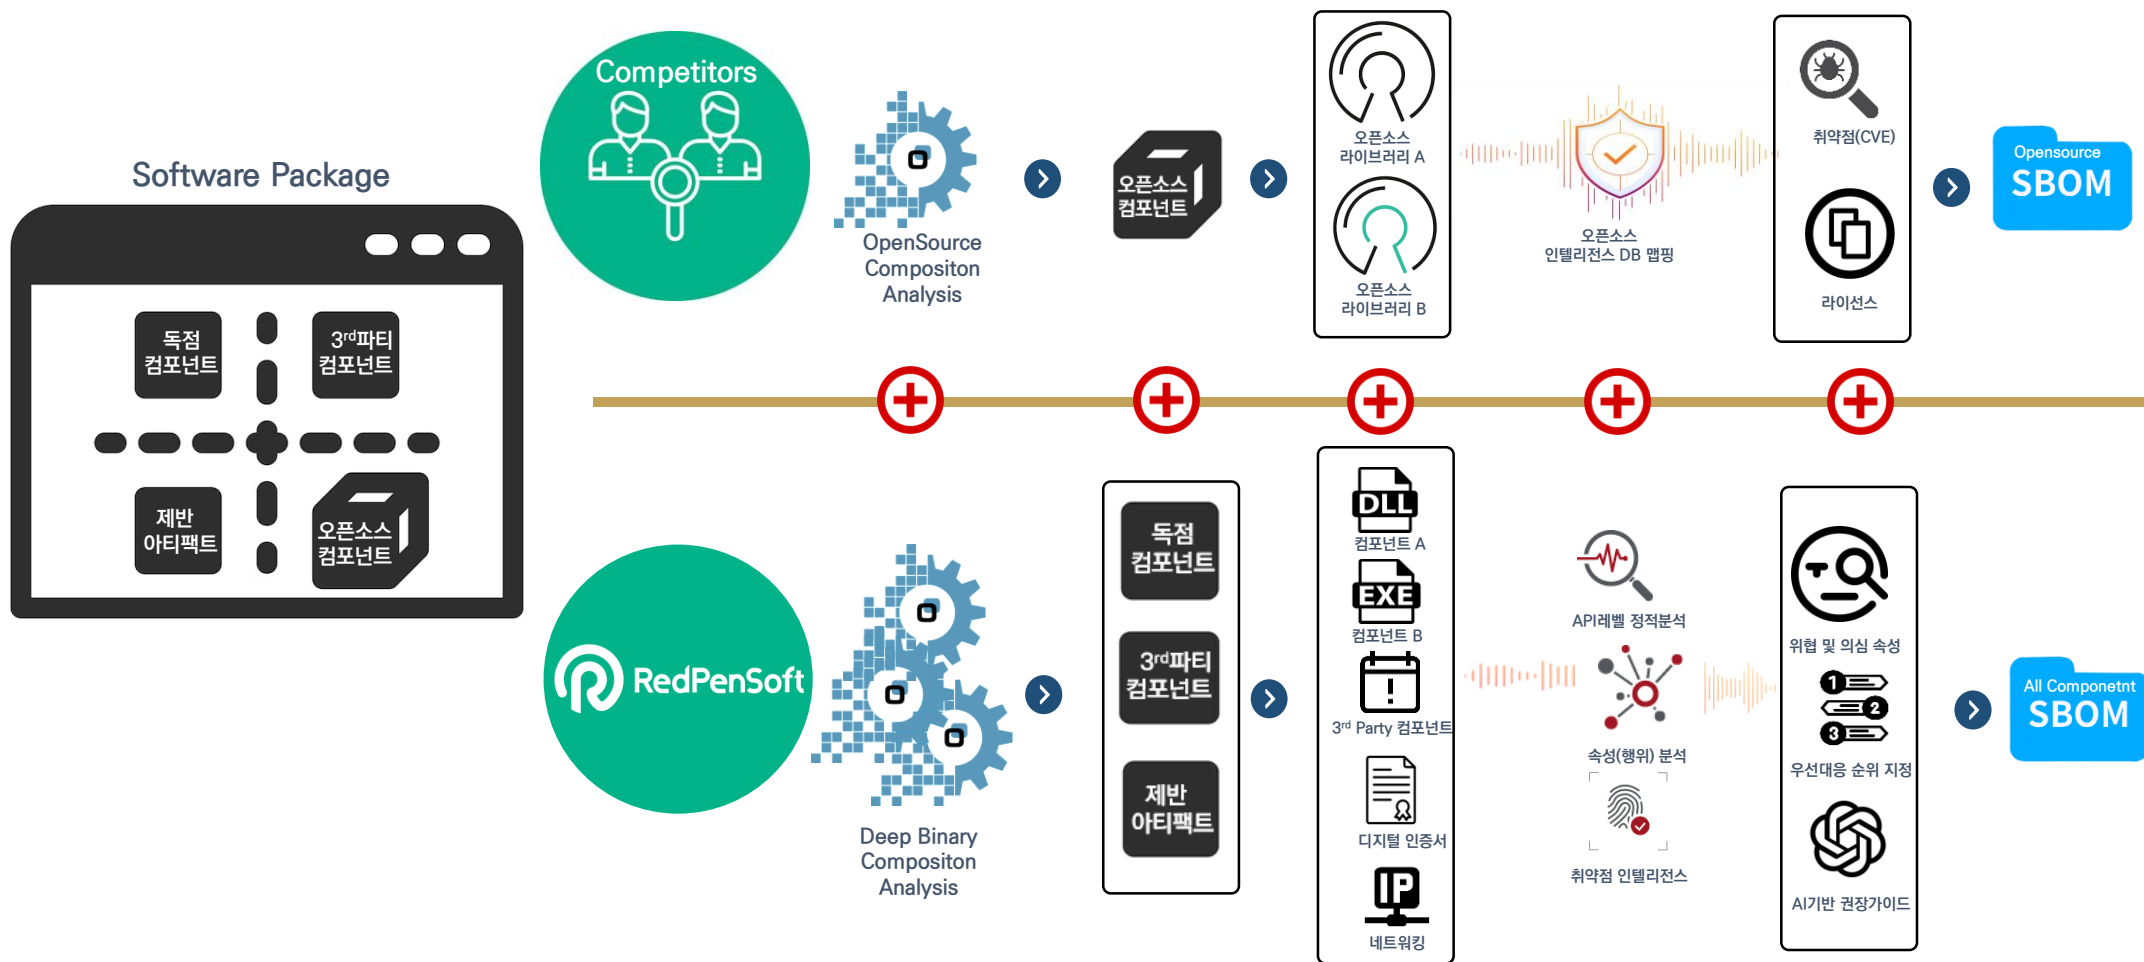 Software Package
독점
컴포넌트
3rd파티
컴포넌트
제반
아티팩트
오픈소스
컴포넌트
Competitors
OpenSource
Compositon
Analysis
오픈소스
컴포넌트
오픈소스
라이브러리 A
오픈소스
라이브러리 B
오픈소스
인텔리전스 DB 맵핑
취약점(CVE)
라이선스
Opensource
SBOM
RedPenSoft
Deep Binary
Compositon
Analysis
독점
컴포넌트
3rd파티
컴포넌트
제반
아티팩트
DLL
컴포넌트 A
EXE
컴포넌트 B
3rd Party 컴포넌트
디지털 인증서
IP
네트워킹
API레벨 정적분석
속성(행위) 분석
취약점 인텔리전스
위협 및 의심 속성
1
2
3
우선대응 순위 지정
AI기반 권장가이드
All Componetnt
SBOM